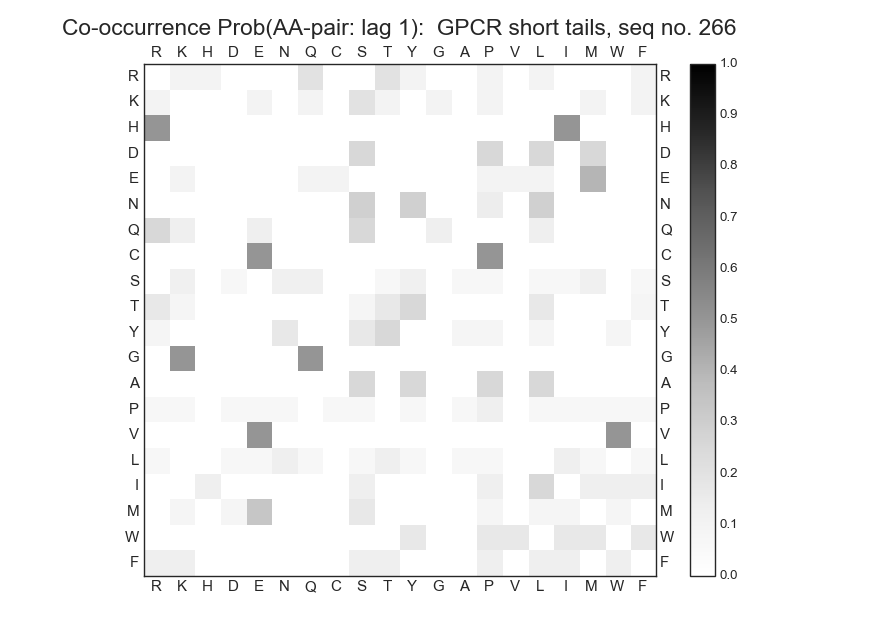 Co-occurrence Prob(AA-pair: lag 1):  GPCR short tails, seq no. 266
R K H D E N Q C S T Y G A P V L I M W F
R R 1.0
K K 0.9
H H
D D 0.8
E E
N N 0.7
Q Q
C C 0.6
S S
T T 0.5
Y Y
G G 0.4
A A
P P 0.3
V V
L L 0.2
I I
M M 0.1
W W
F F 0.0
R K H D E N Q C S T Y G A P V L I M W F